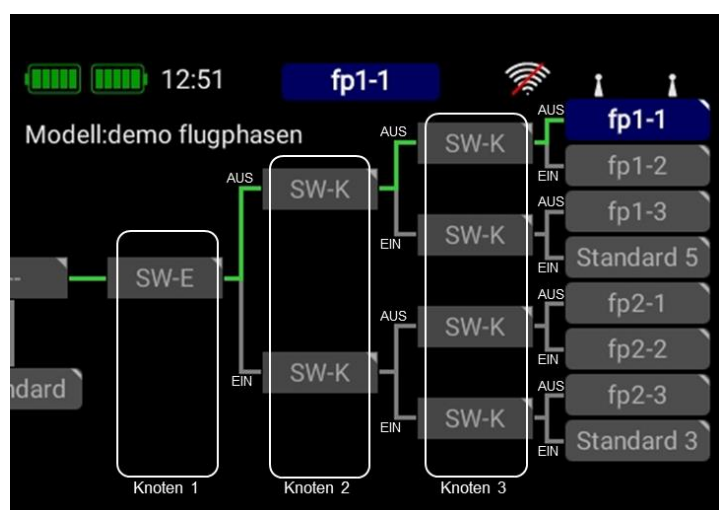 12:51
fp1-1
Modell:demo flugphasen
AUS
SW-K
AUS
fp1-1
EIN
fp1-2
AUS
SW-K
EIN
SW-K
AUS
fp1-3
EIN
Standard 5
--
SW-E
AUS
SW-K
AUS
fp2-1
EIN
fp2-2
EIN
SW-K
EIN
SW-K
AUS
fp2-3
EIN
Standard 3
ndard
Knoten 1
Knoten 2
Knoten 3